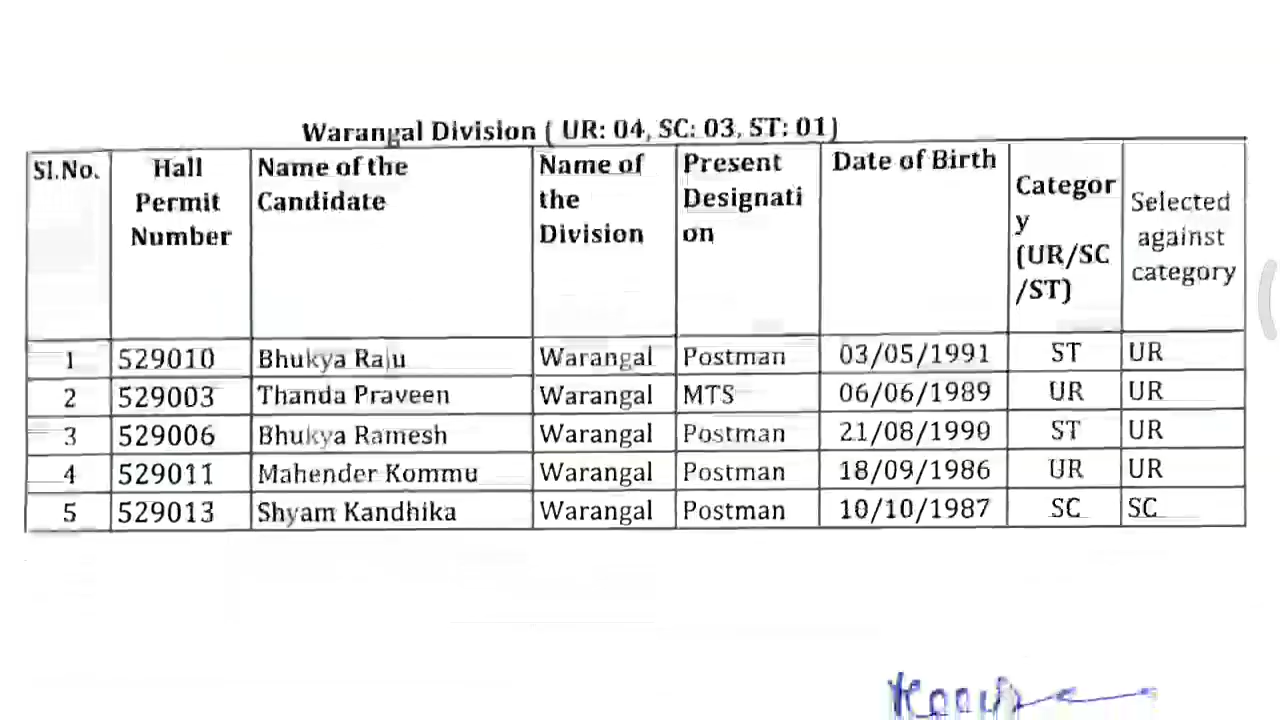 Warangal Division ( UR: 04, SC: 03, ST: 01)
Sl.No. Hall Permit Number Name of the Candidate Name of the Division Present Designati on Date of Birth Categor y (UR/SC /ST) Selected against category
1 529010 Bhukya Raju Warangal Postman 03/05/1991 ST UR
2 529003 Thanda Praveen Warangal MTS 06/06/1989 UR UR
3 529006 Bhukya Ramesh Warangal Postman 21/08/1990 ST UR
4 529011 Mahender Kommu Warangal Postman 18/09/1986 UR UR
5 529013 Shyam Kandhika Warangal Postman 10/10/1987 SC SC